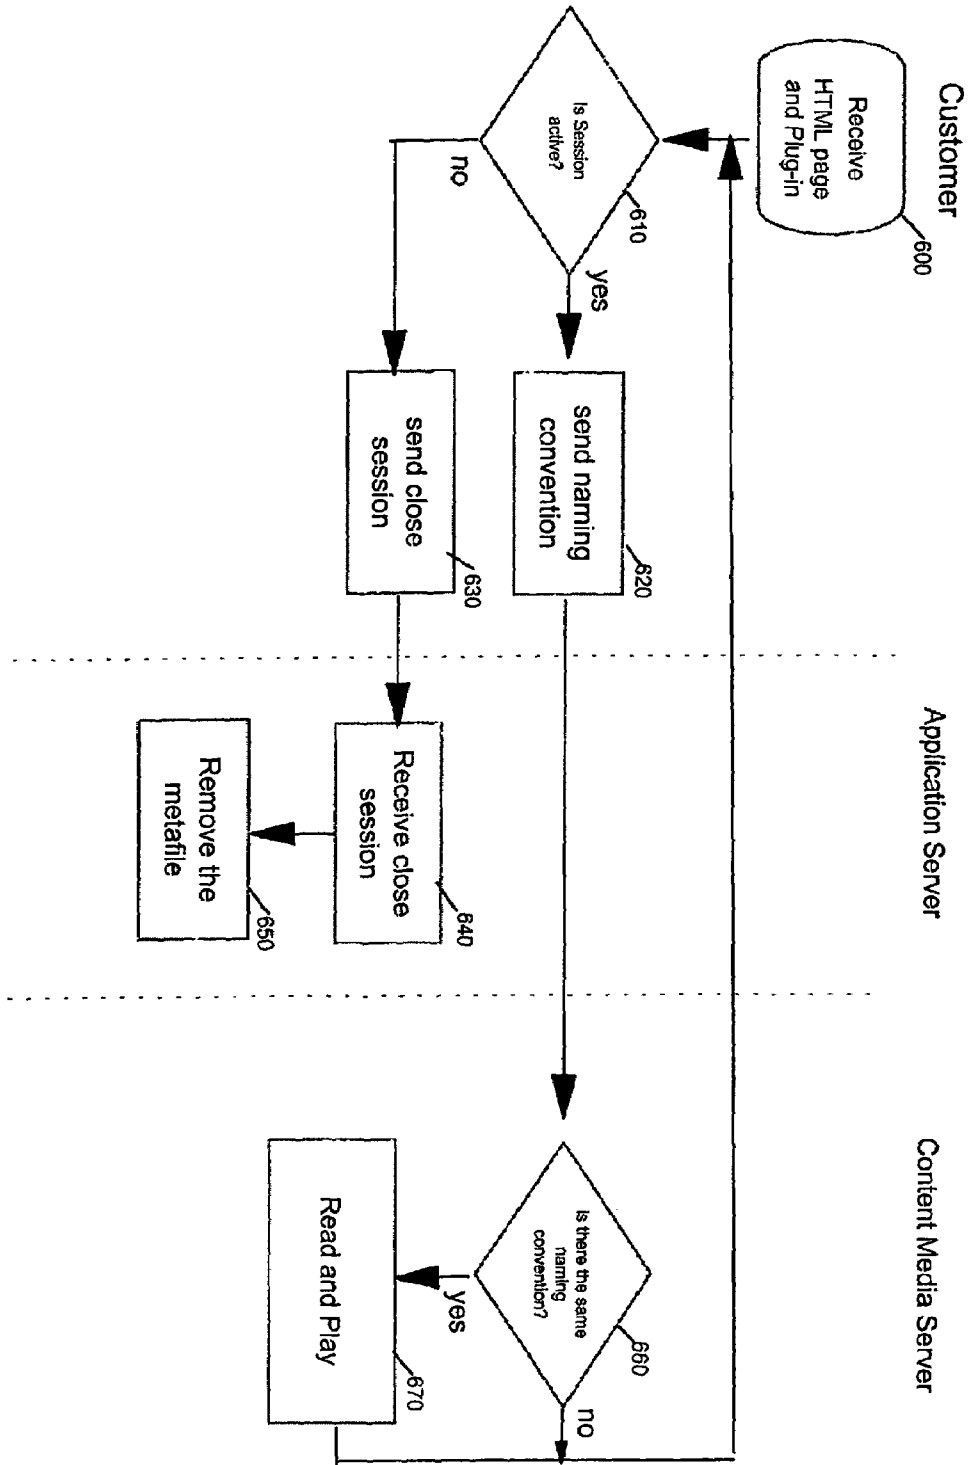 Customer
Application Server
Content Media Server
Receive
HTML page
and Plug-in
600
Is Session
active?
610
yes
no
send naming
convention
620
send close
session
630
Receive close
session
640
Remove the
metafile
650
Is there the same
naming
convention?
660
no
yes
Read and Play
670